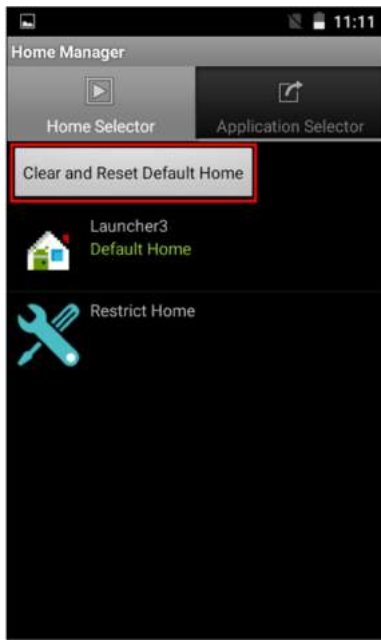 11:11
Home Manager
Home Selector
Application Selector
Clear and Reset Default Home
Launcher3
Default Home
Restrict Home